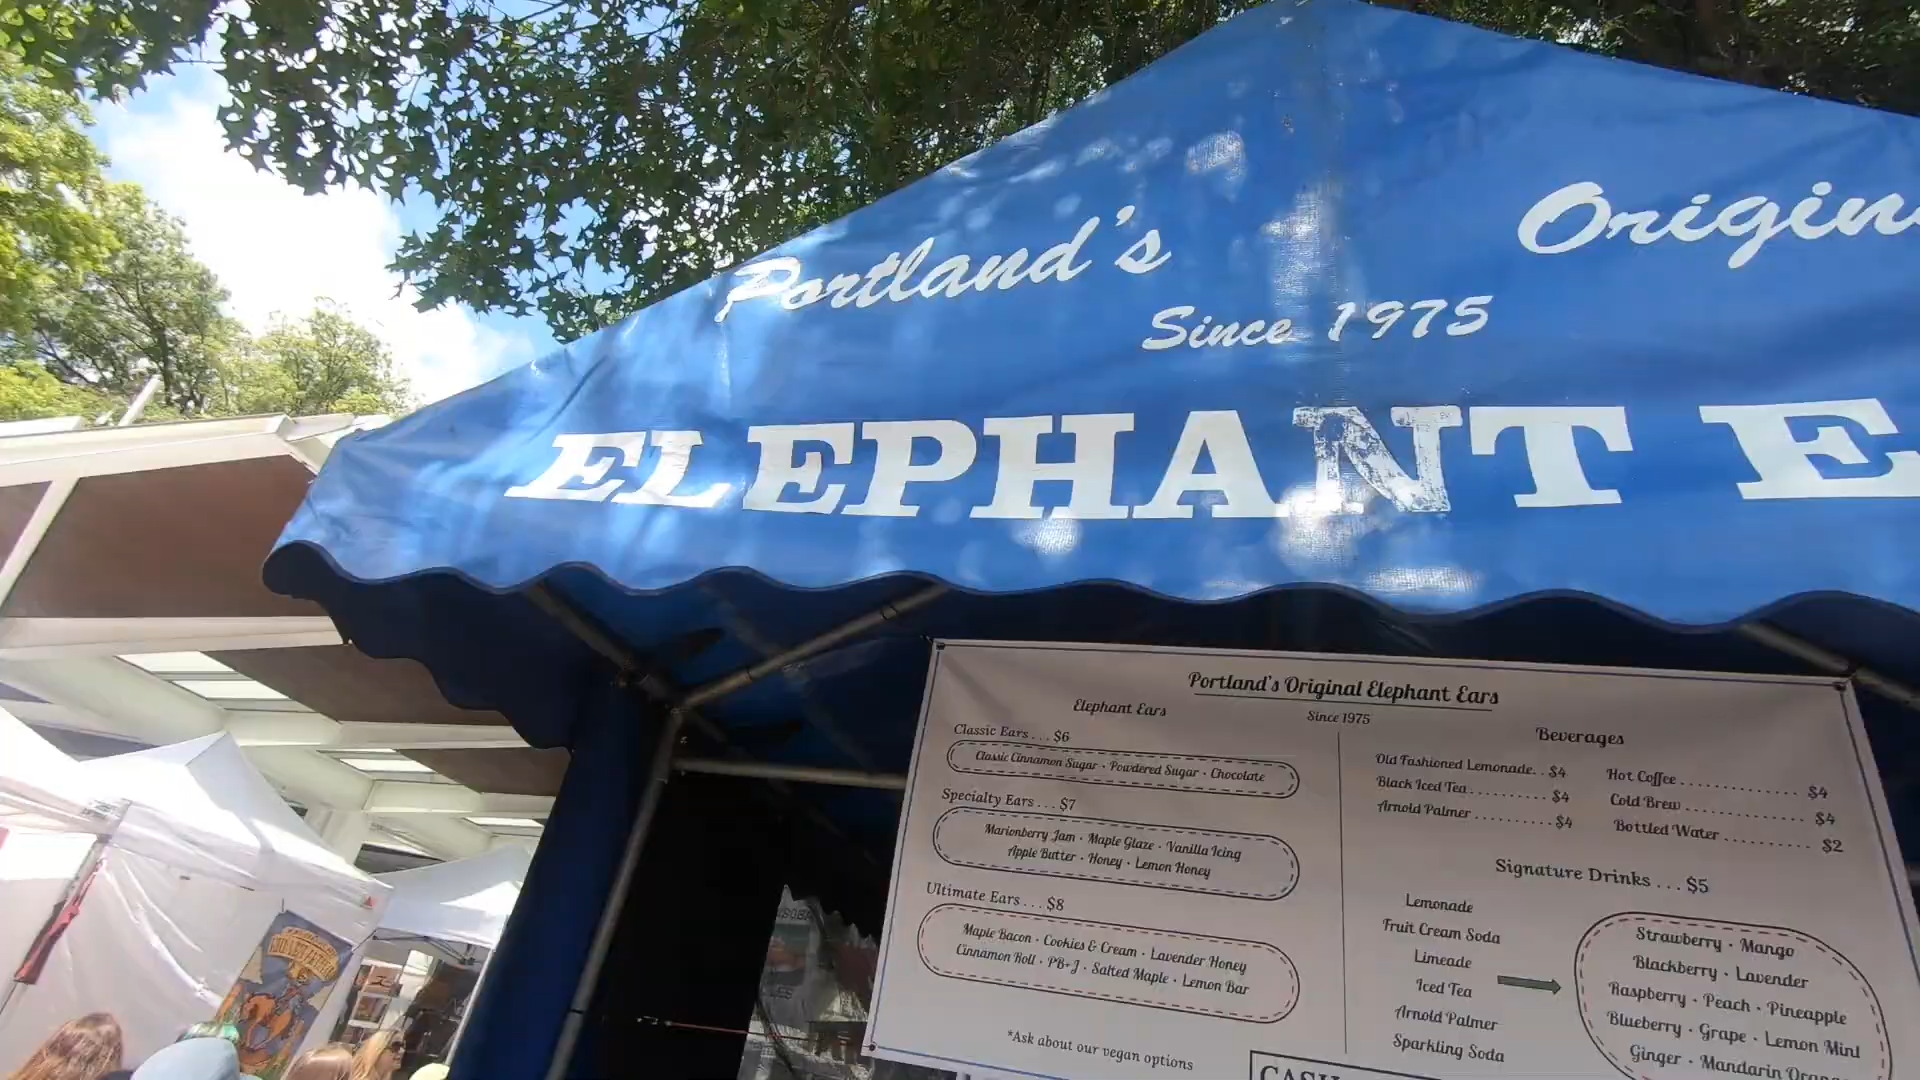 Portland's
Origin
Since 1975
ELEPHANT E
Portland's Original Elephant Ears
Since 1975
Elephant Ears
Classic Ears . . . $6
Classic Cinnamon Sugar • Powdered Sugar • Chocolate
Specialty Ears . . . $7
Marionberry Jam • Maple Glaze • Vanilla Icing
Apple Butter • Honey • Lemon Honey
Ultimate Ears . . . $8
Maple Bacon • Cookies & Cream • Lavender Honey
Cinnamon Roll • PB+J • Salted Maple • Lemon Bar
*Ask about our vegan options
Beverages
Old Fashioned Lemonade. . $4
Black Iced Tea . . . . . . . . . . $4
Arnold Palmer . . . . . . . . . . $4
Hot Coffee . . . . . . . . . . . . . . $4
Cold Brew . . . . . . . . . . . . . . $4
Bottled Water . . . . . . . . . . $2
Signature Drinks . . . $5
Lemonade
Fruit Cream Soda
Limeade
Iced Tea
Arnold Palmer
Sparkling Soda
Strawberry • Mango
Blackberry • Lavender
Raspberry • Peach • Pineapple
Blueberry • Grape • Lemon Mint
Ginger • Mandarin Orang
CASH